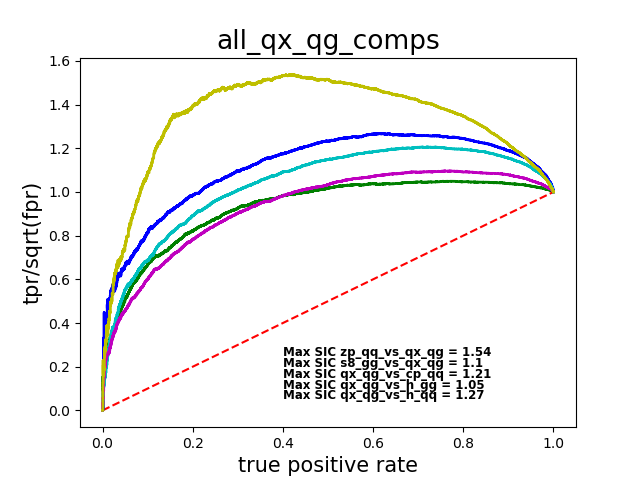 all_qx_qg_comps
1.6
1.4
1.2
1.0
0.8
0.6
0.4
0.2
0.0
tpr/sqrt(fpr)
Max SIC zp_qq_vs_qx_qg = 1.54
Max SIC s8_gg_vs_qx_qg = 1.1
Max SIC qx_qg_vs_cp_qq = 1.21
Max SIC qx_qg_vs_h_gg = 1.05
Max SIC qx_qg_vs_h_qq = 1.27
0.0 0.2 0.4 0.6 0.8 1.0
true positive rate